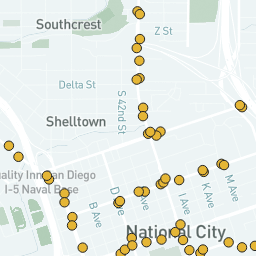 Southcrest
Z St
Delta St
S 42nd St
Shelltown
uality Inn San Diego
I-5 Naval Base
D Ave
Ave
B Ave
I Ave
K Ave
M Ave
National City